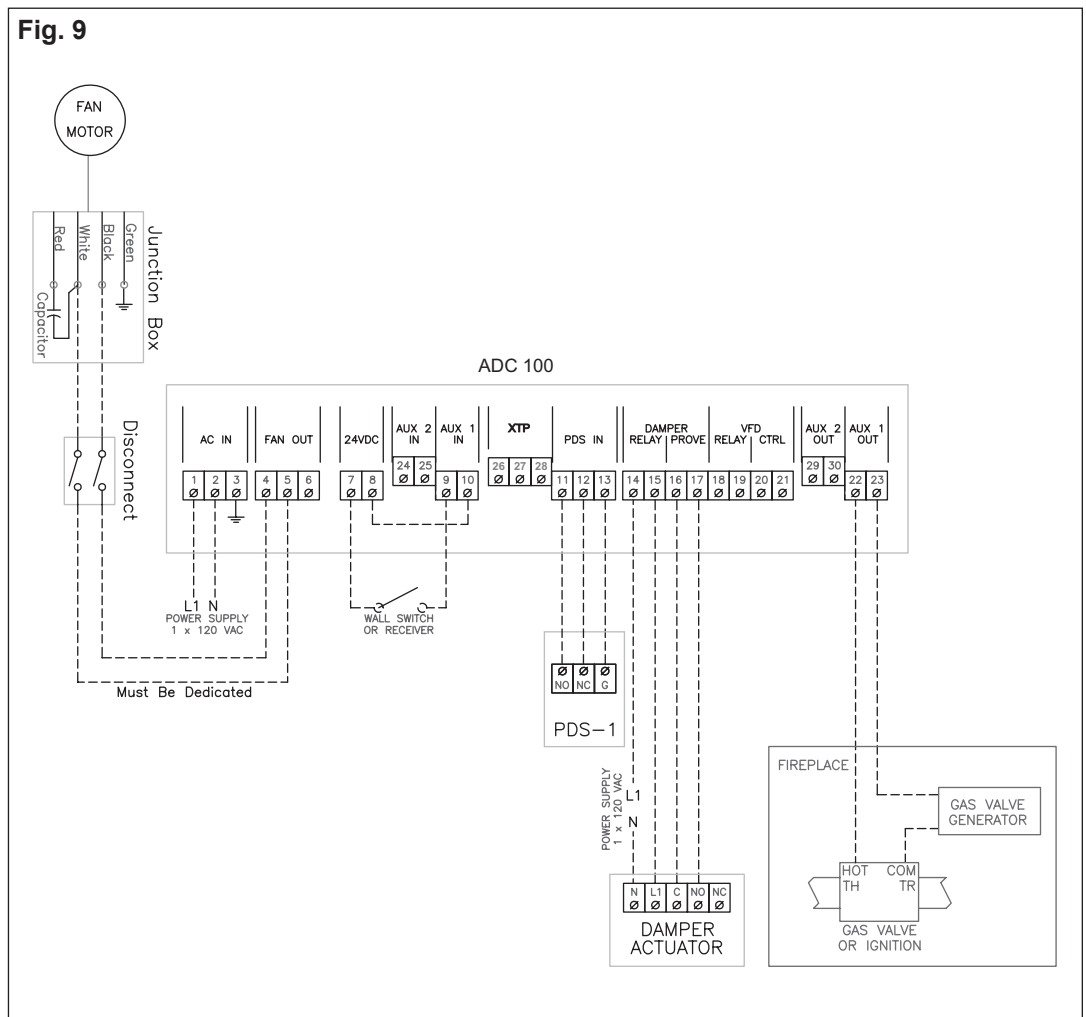 Fig. 9
FAN
MOTOR
Red
White
Black
Green
Capacitor
Junction Box
Disconnect
ADC 100
AC IN
FAN OUT
24VDC
AUX 2
IN
AUX 1
IN
XTP
PDS IN
DAMPER
RELAY PROVE
VFD
RELAY CTRL
AUX 2
OUT
AUX 1
OUT
1 2 3 4 5 6 7 8 24 25 9 10 26 27 28 11 12 13 14 15 16 17 18 19 20 21 29 30 22 23
L1 N
POWER SUPPLY
1 x 120 VAC
WALL SWITCH
OR RECEIVER
Must Be Dedicated
NO NC G
PDS-1
POWER SUPPLY
1 x 120 VAC
L1
N
N L1 C NO NC
DAMPER
ACTUATOR
FIREPLACE
GAS VALVE
GENERATOR
HOT COM
TH TR
GAS VALVE
OR IGNITION